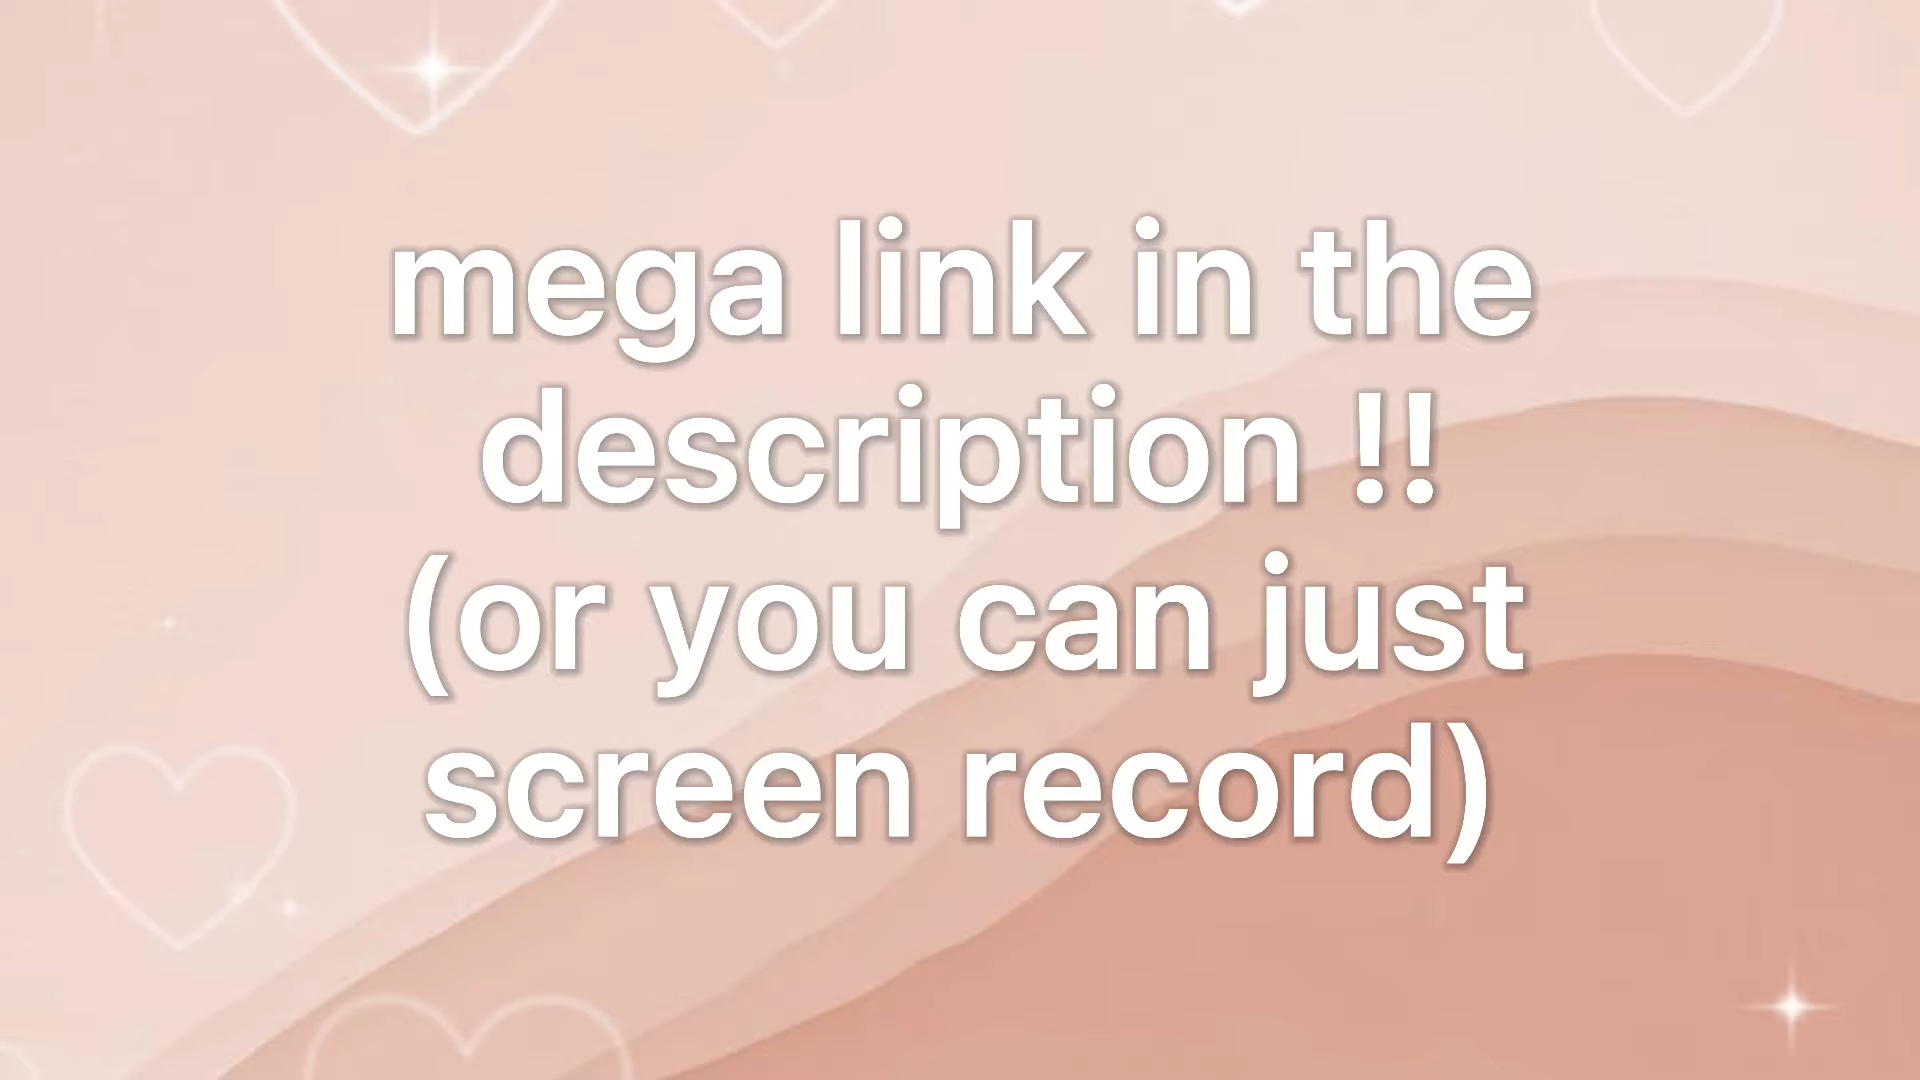 mega link in the
description !!
(or you can just
screen record)